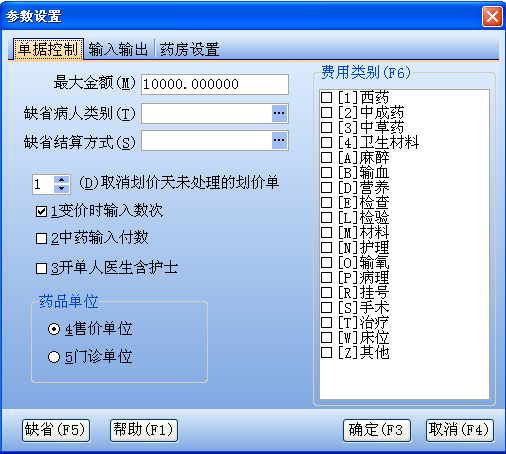 参数设置
单据控制 输入输出 药房设置
最大金额(M) 10000.000000
缺省病人类别(T) ...
缺省结算方式(S) ...
1 (D)取消划价天未处理的划价单
1变价时输入数次
2中药输入付数
3开单人医生含护士
药品单位
4售价单位
5门诊单位
费用类别(F6)
[1]西药
[2]中成药
[3]中草药
[4]卫生材料
[A]麻醉
[B]输血
[D]营养
[E]检查
[L]检验
[M]材料
[N]护理
[O]输氧
[P]病理
[R]挂号
[S]手术
[T]治疗
[W]床位
[Z]其他
缺省(F5) 帮助(F1) 确定(F3 取消(F4)